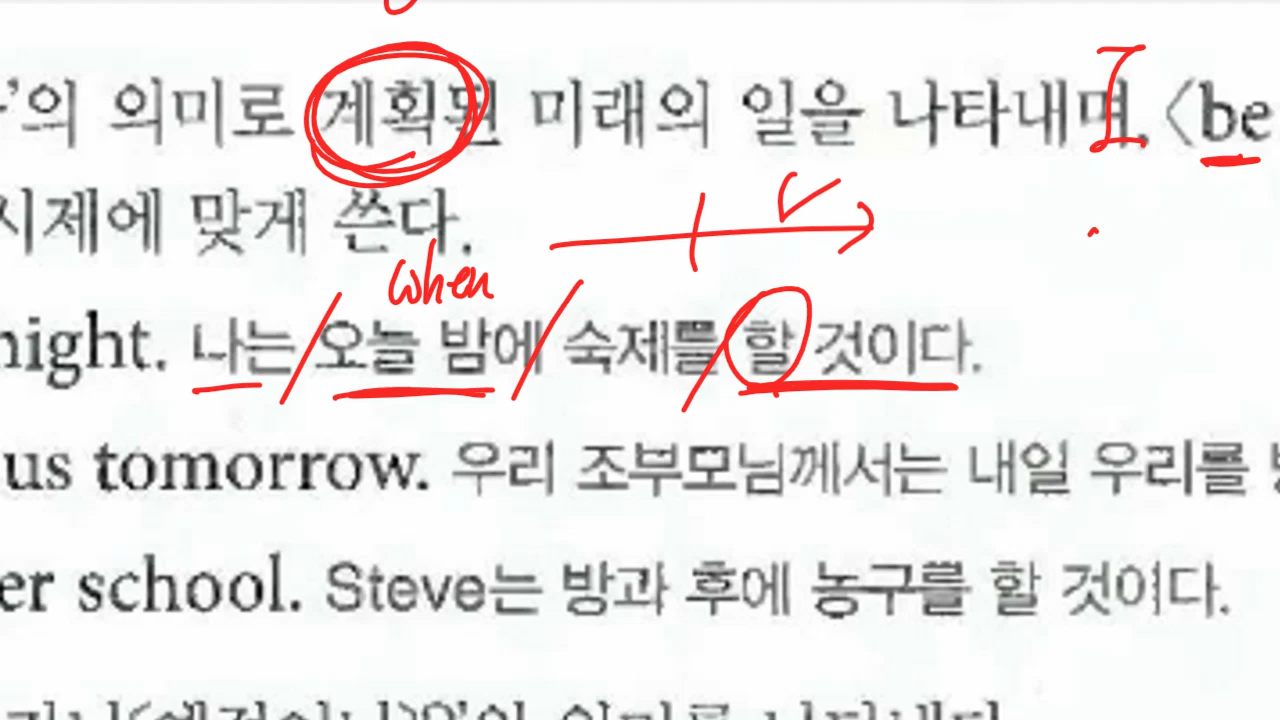 ’의 의미로 계획된 미래의 일을 나타내며, <be
I
시제에 맞게 쓴다.
when
night. 나는 오늘 밤에 숙제를 할 것이다.
us tomorrow. 우리 조부모님께서는 내일 우리를
er school. Steve는 방과 후에 농구를 할 것이다.